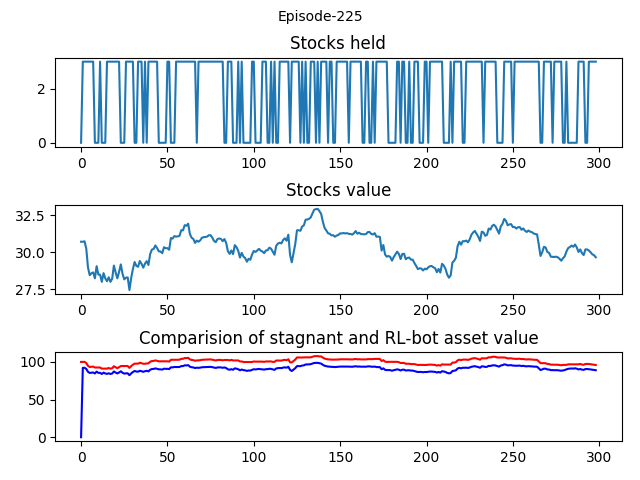 Episode-225
Stocks held
2
0
0 50 100 150 200 250 300
Stocks value
32.5
30.0
27.5
0 50 100 150 200 250 300
Comparision of stagnant and RL-bot asset value
100
50
0
0 50 100 150 200 250 300